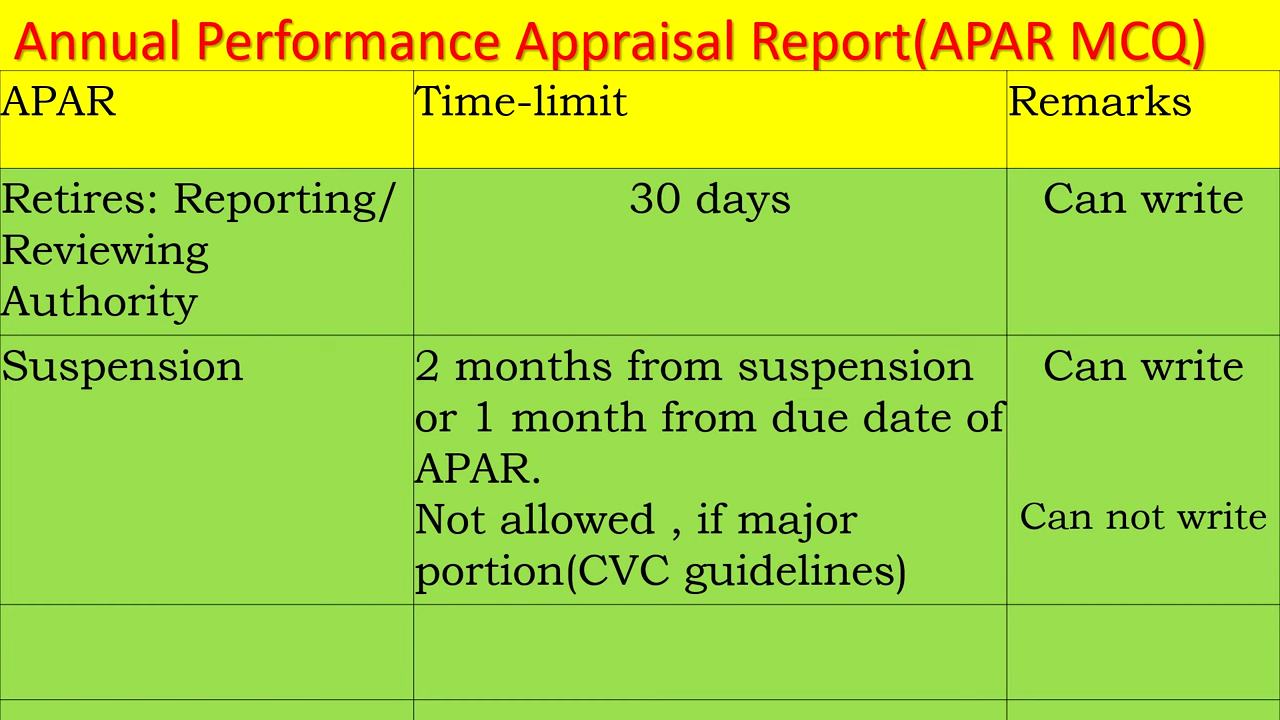 Annual Performance Appraisal Report(APAR MCQ)
APAR
Time-limit
Remarks
Retires: Reporting/
Reviewing
Authority
30 days
Can write
Suspension
2 months from suspension
or 1 month from due date of
APAR.
Not allowed , if major
portion(CVC guidelines)
Can write
Can not write